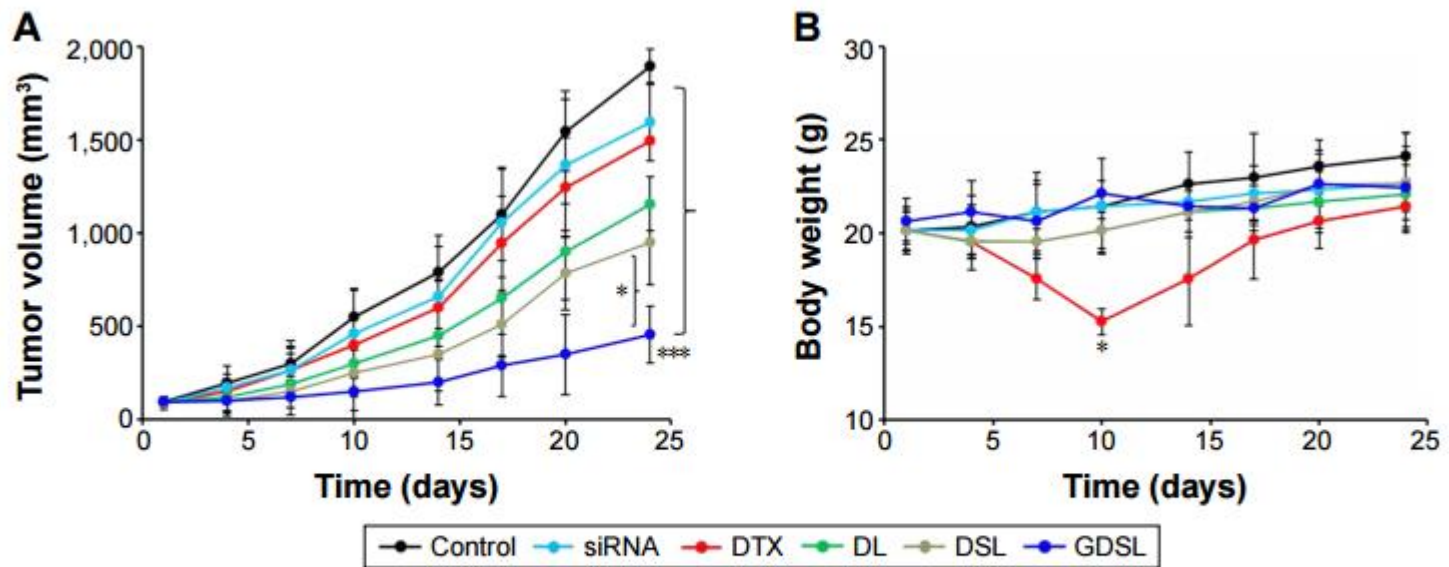 A
Tumor volume (mm³)
2,000
1,500
1,000
500
0
0 5 10 15 20 25
Time (days)
*
***
B
Body weight (g)
30
25
20
15
10
0 5 10 15 20 25
Time (days)
*
Control siRNA DTX DL DSL GDSL